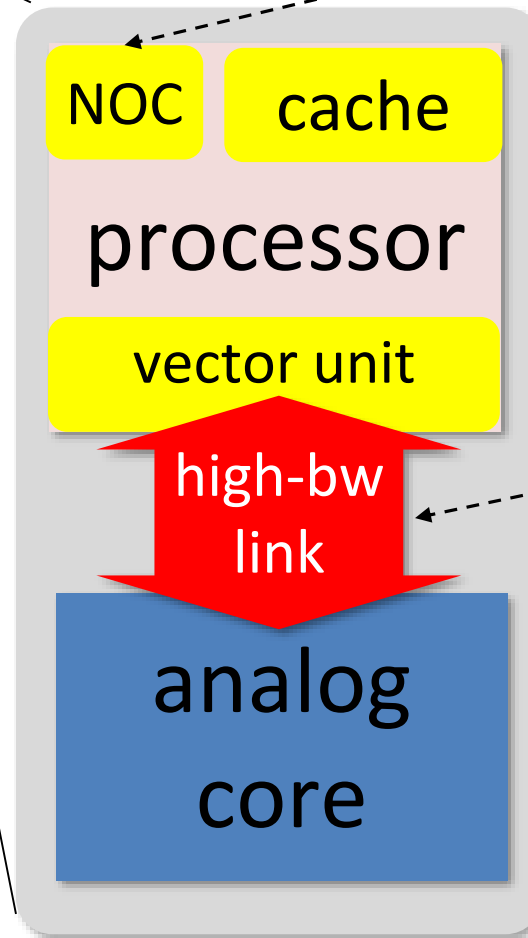 NOC
cache
processor
vector unit
high-bw
link
analog
core